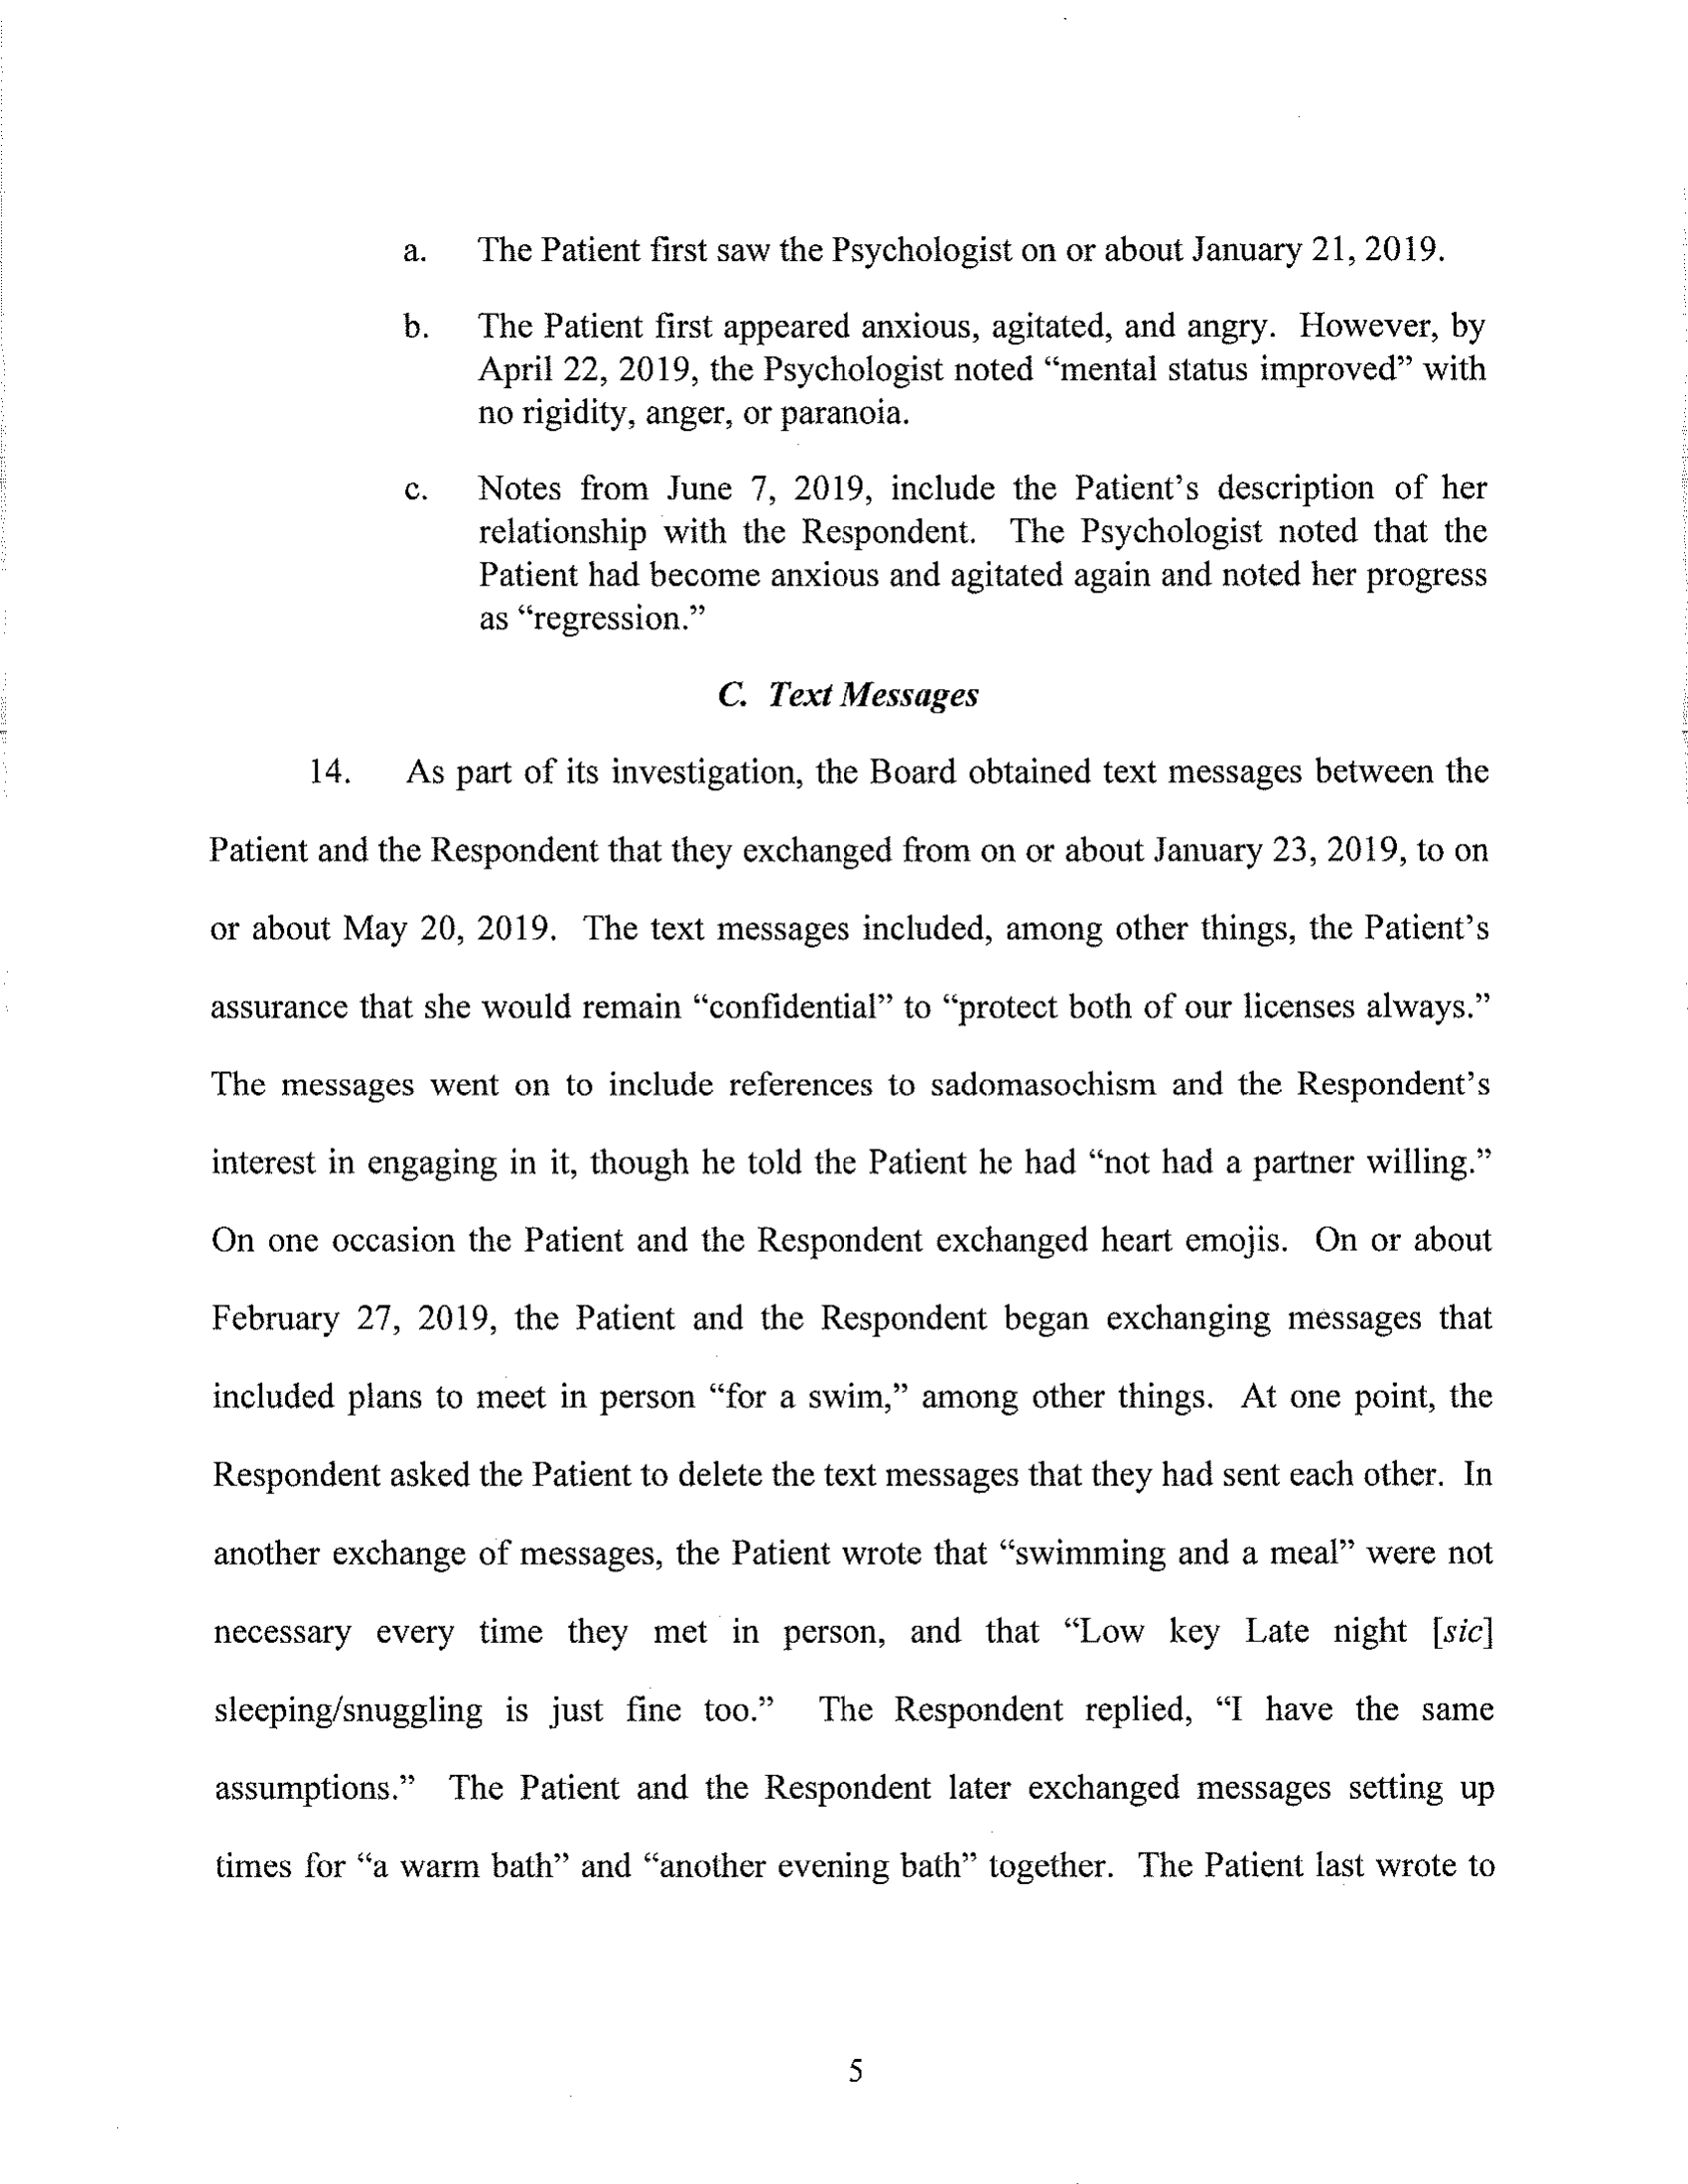 a. The Patient first saw the Psychologist on or about January 21, 2019.
b. The Patient first appeared anxious, agitated, and angry. However, by
April 22, 2019, the Psychologist noted “mental status improved” with
no rigidity, anger, or paranoia.
c. Notes from June 7, 2019, include the Patient’s description of her
relationship with the Respondent. The Psychologist noted that the
Patient had become anxious and agitated again and noted her progress
as “regression.”
C. Text Messages
14. As part of its investigation, the Board obtained text messages between the
Patient and the Respondent that they exchanged from on or about January 23, 2019, to on
or about May 20, 2019. The text messages included, among other things, the Patient’s
assurance that she would remain “confidential” to “protect both of our licenses always.”
The messages went on to include references to sadomasochism and the Respondent’s
interest in engaging in it, though he told the Patient he had “not had a partner willing.”
On one occasion the Patient and the Respondent exchanged heart emojis. On or about
February 27, 2019, the Patient and the Respondent began exchanging messages that
included plans to meet in person “for a swim,” among other things. At one point, the
Respondent asked the Patient to delete the text messages that they had sent each other. In
another exchange of messages, the Patient wrote that “swimming and a meal” were not
necessary every time they met in person, and that “Low key Late night [sic]
sleeping/snuggling is just fine too.” The Respondent replied, “I have the same
assumptions.” The Patient and the Respondent later exchanged messages setting up
times for “a warm bath” and “another evening bath” together. The Patient last wrote to
5